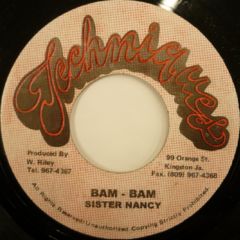 Techniques
Produced By
W. Riley
Tel. 967-4367
99 Orange St.
Kingston Ja.
Fax. (809) 967-4368
BAM - BAM
SISTER NANCY
All Rights Reserved/Unauthorized Copying Strictly Prohibited.